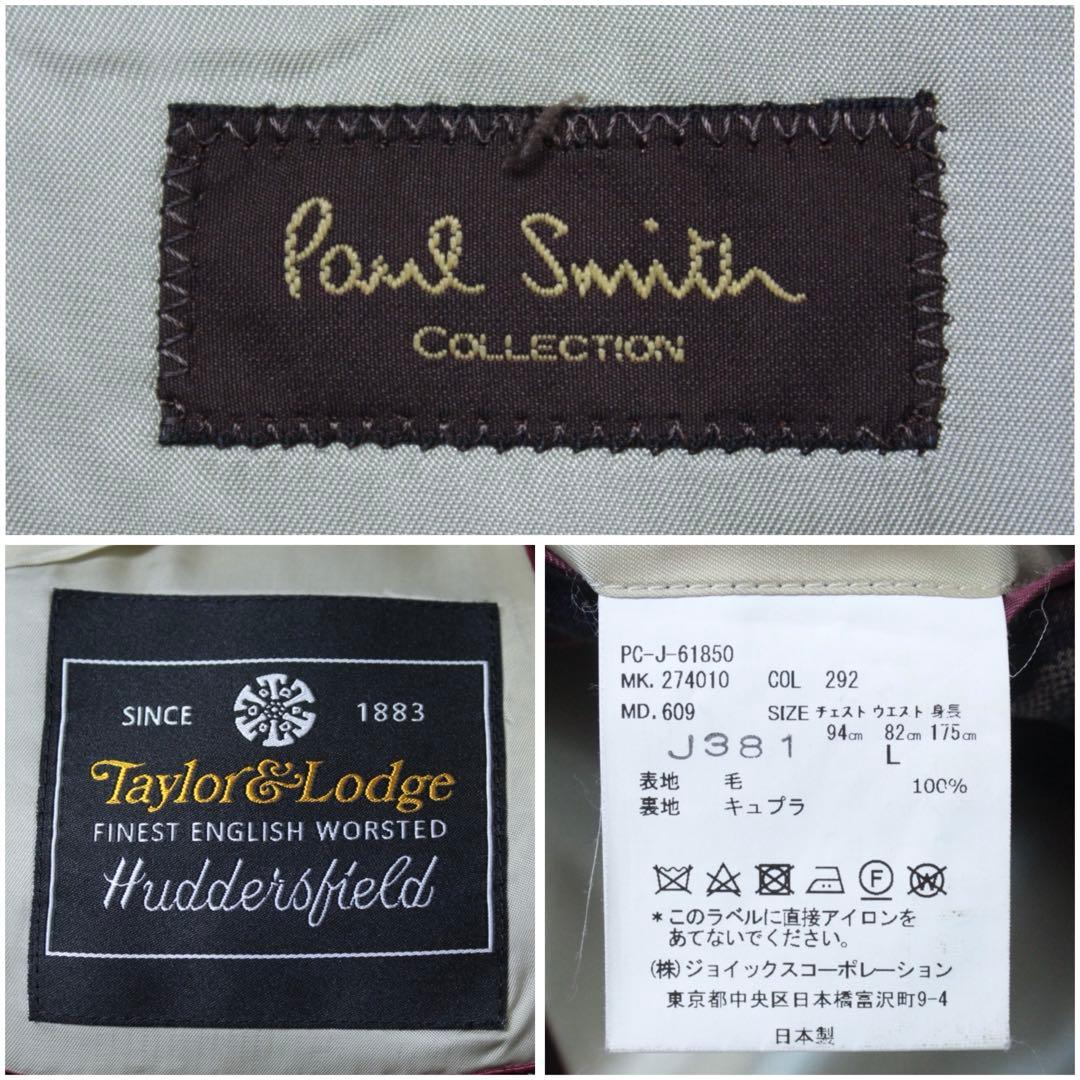 Paul Smith
COLLECTION
SINCE 1883
Taylor&Lodge
FINEST ENGLISH WORSTED
Huddersfield
PC-J-61850
MK. 274010 COL 292
MD. 609 SIZE チェスト ウエスト 身長
94cm 82cm 175cm
J381 L
表地 毛 100%
裏地 キュプラ
F W
*このラベルに直接アイロンを
あてないでください。
(株)ジョイックスコーポレーション
東京都中央区日本橋富沢町9-4
日本製